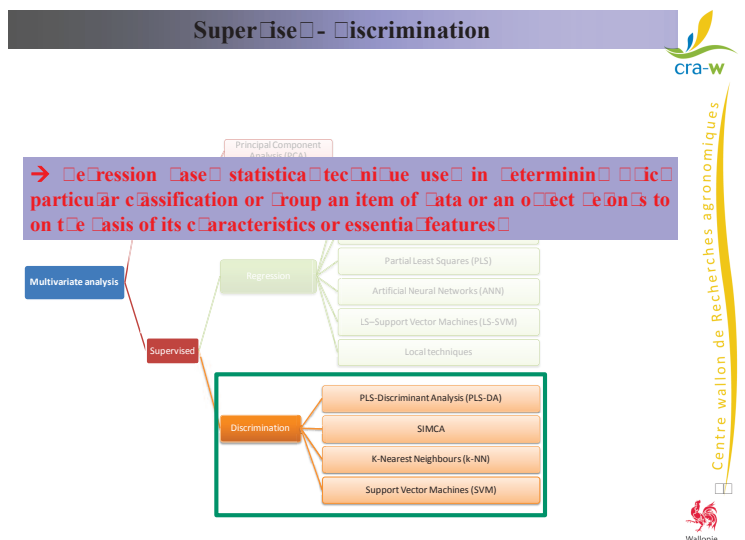 Super□ise□ - □iscrimination
cra-w
Principal Component
Analysis (PCA)
→ □e□ression □ase□ statistica□ tec□ni□ue use□ in □eterminin□ □□ic□
particu□ar c□assification or □roup an item of □ata or an o□□ect □e□on□s to
on t□e □asis of its c□aracteristics or essentia□ features□
Multivariate analysis
Supervised
Regression
Partial Least Squares (PLS)
Artificial Neural Networks (ANN)
LS–Support Vector Machines (LS-SVM)
Local techniques
Discrimination
PLS-Discriminant Analysis (PLS-DA)
SIMCA
K-Nearest Neighbours (k-NN)
Support Vector Machines (SVM)
Centre wallon de Recherches agronomiques
□□
Wallonie